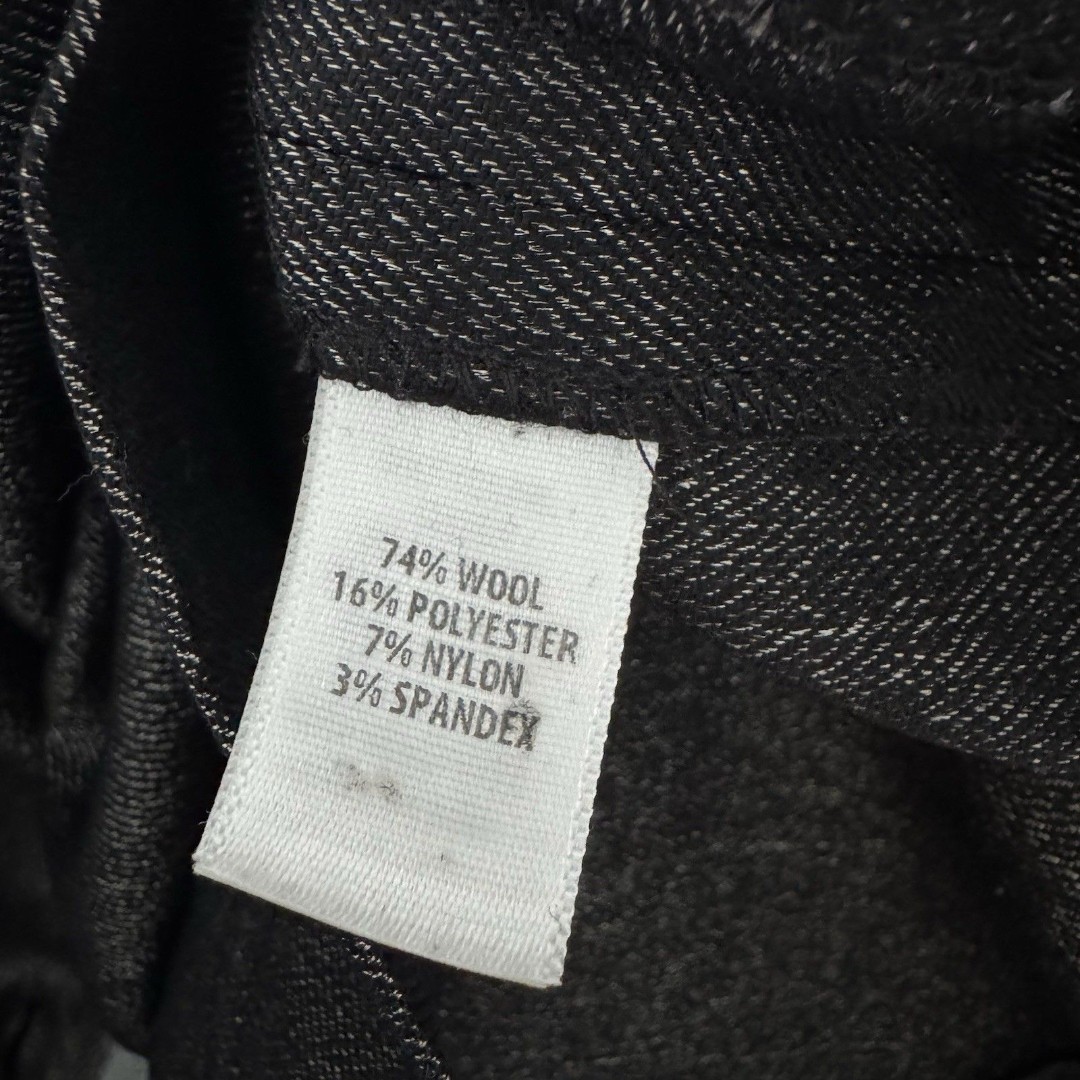 74% WOOL
16% POLYESTER
7% NYLON
3% SPANDEX